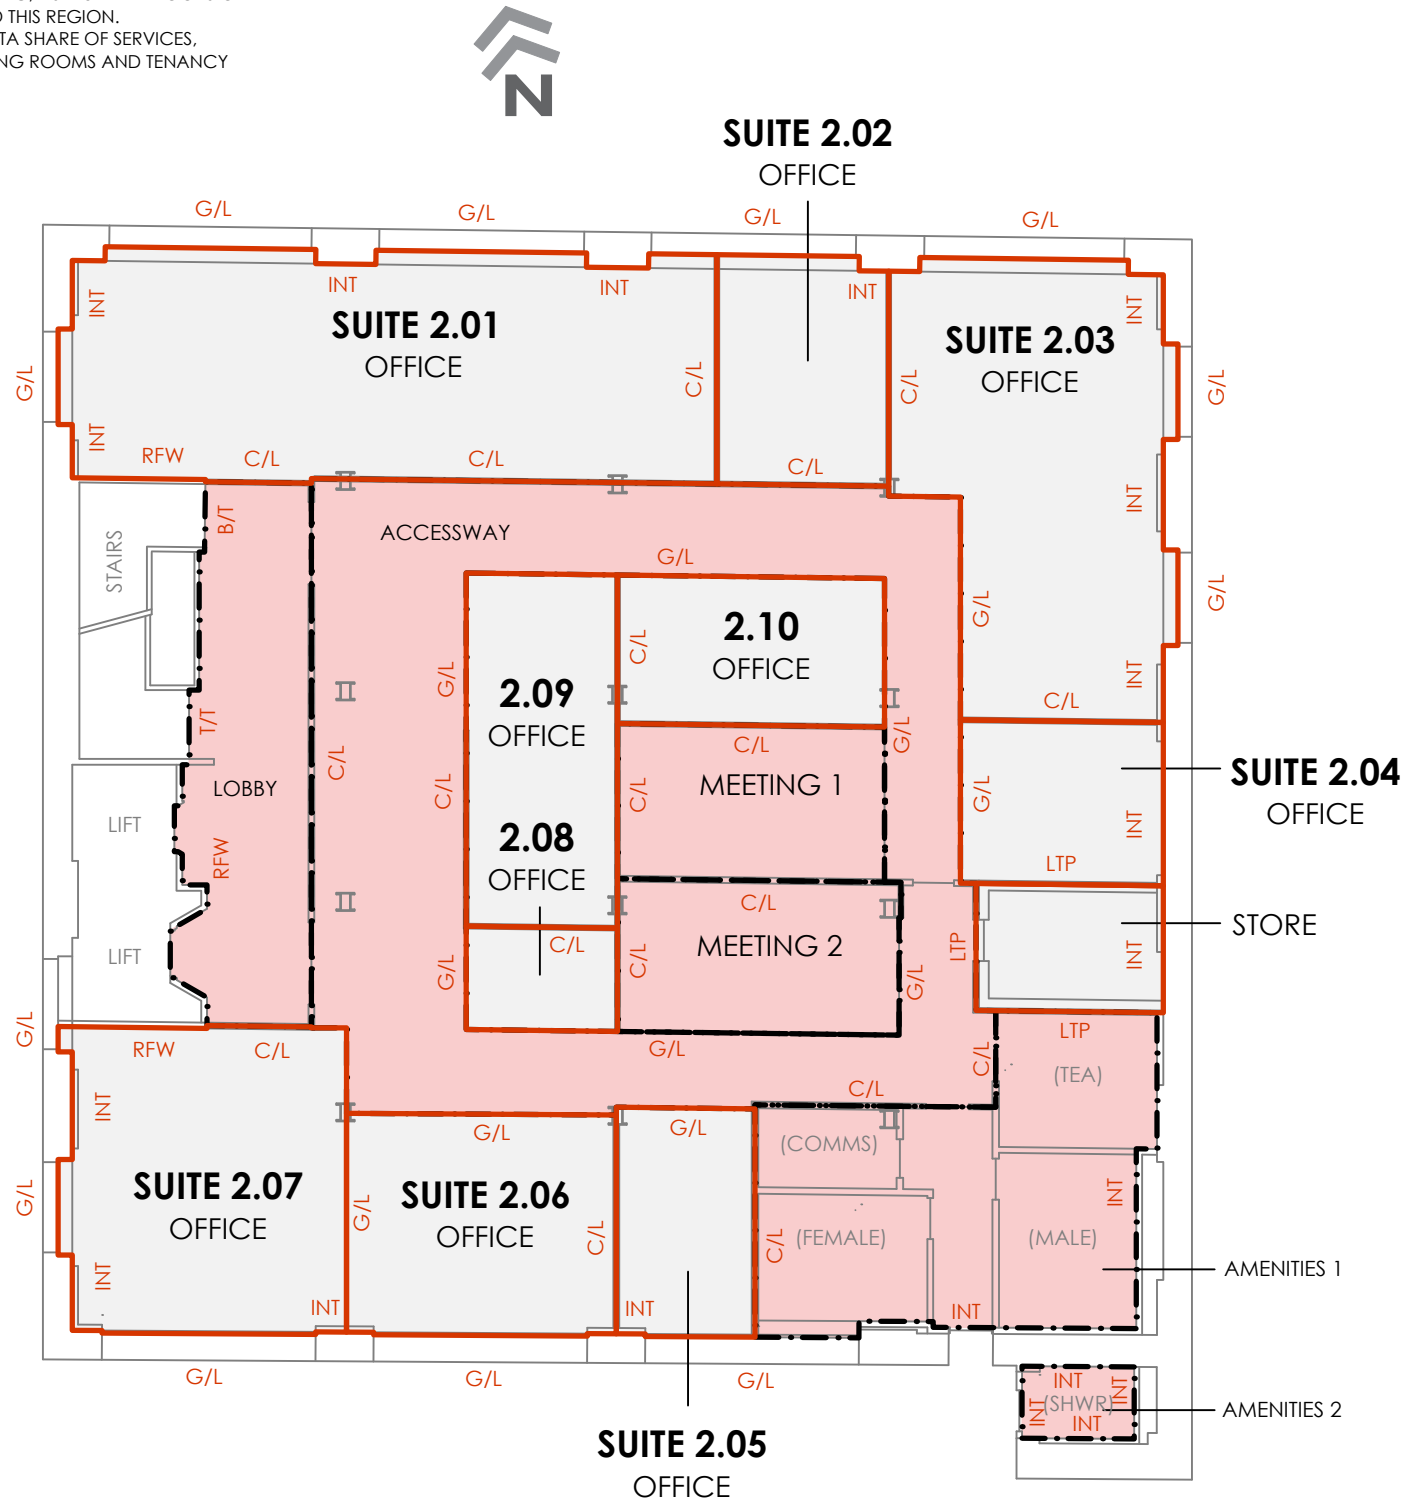 O THIS REGION.
TA SHARE OF SERVICES,
NG ROOMS AND TENANCY
N
SUITE 2.02
OFFICE
G/L
G/L
G/L
G/L
INT
INT
INT
INT
INT
SUITE 2.01
OFFICE
SUITE 2.03
OFFICE
G/L
C/L
C/L
G/L
INT
RFW
C/L
C/L
C/L
INT
B/T
ACCESSWAY
STAIRS
G/L
G/L
G/L
2.10
OFFICE
C/L
G/L
2.09
OFFICE
INT
C/L
T/T
G/L
C/L
C/L
MEETING 1
LOBBY
C/L
C/L
G/L
SUITE 2.04
OFFICE
LIFT
INT
2.08
OFFICE
RFW
LTP
C/L
STORE
C/L
MEETING 2
LTP
INT
LIFT
G/L
C/L
G/L
G/L
RFW
C/L
G/L
LTP
C/L
(TEA)
C/L
INT
G/L
G/L
(COMMS)
SUITE 2.07
OFFICE
SUITE 2.06
OFFICE
G/L
G/L
C/L
C/L
(FEMALE)
(MALE)
INT
INT
INT
INT
INT
AMENITIES 1
G/L
G/L
G/L
INT
INT
(SHWR)
INT
INT
AMENITIES 2
SUITE 2.05
OFFICE